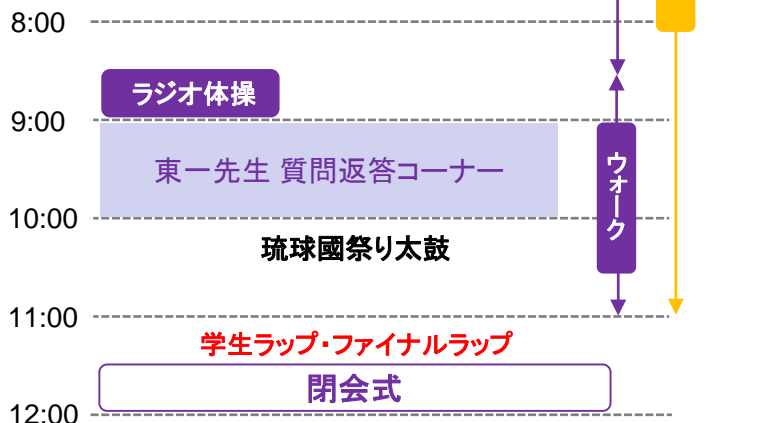 8:00
ラジオ体操
9:00
東一先生 質問返答コーナー
ウォーク
10:00
琉球國祭り太鼓
11:00
学生ラップ・ファイナルラップ
閉会式
12:00